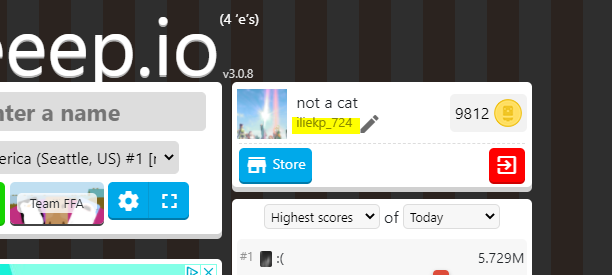 (4 'e's)
eeep.io
v3.0.8
nter a name
not a cat
iliekp_724
9812
erica (Seattle, US) #1 [r
Store
Team FFA
Highest scores of Today
#1 :( 5.729M